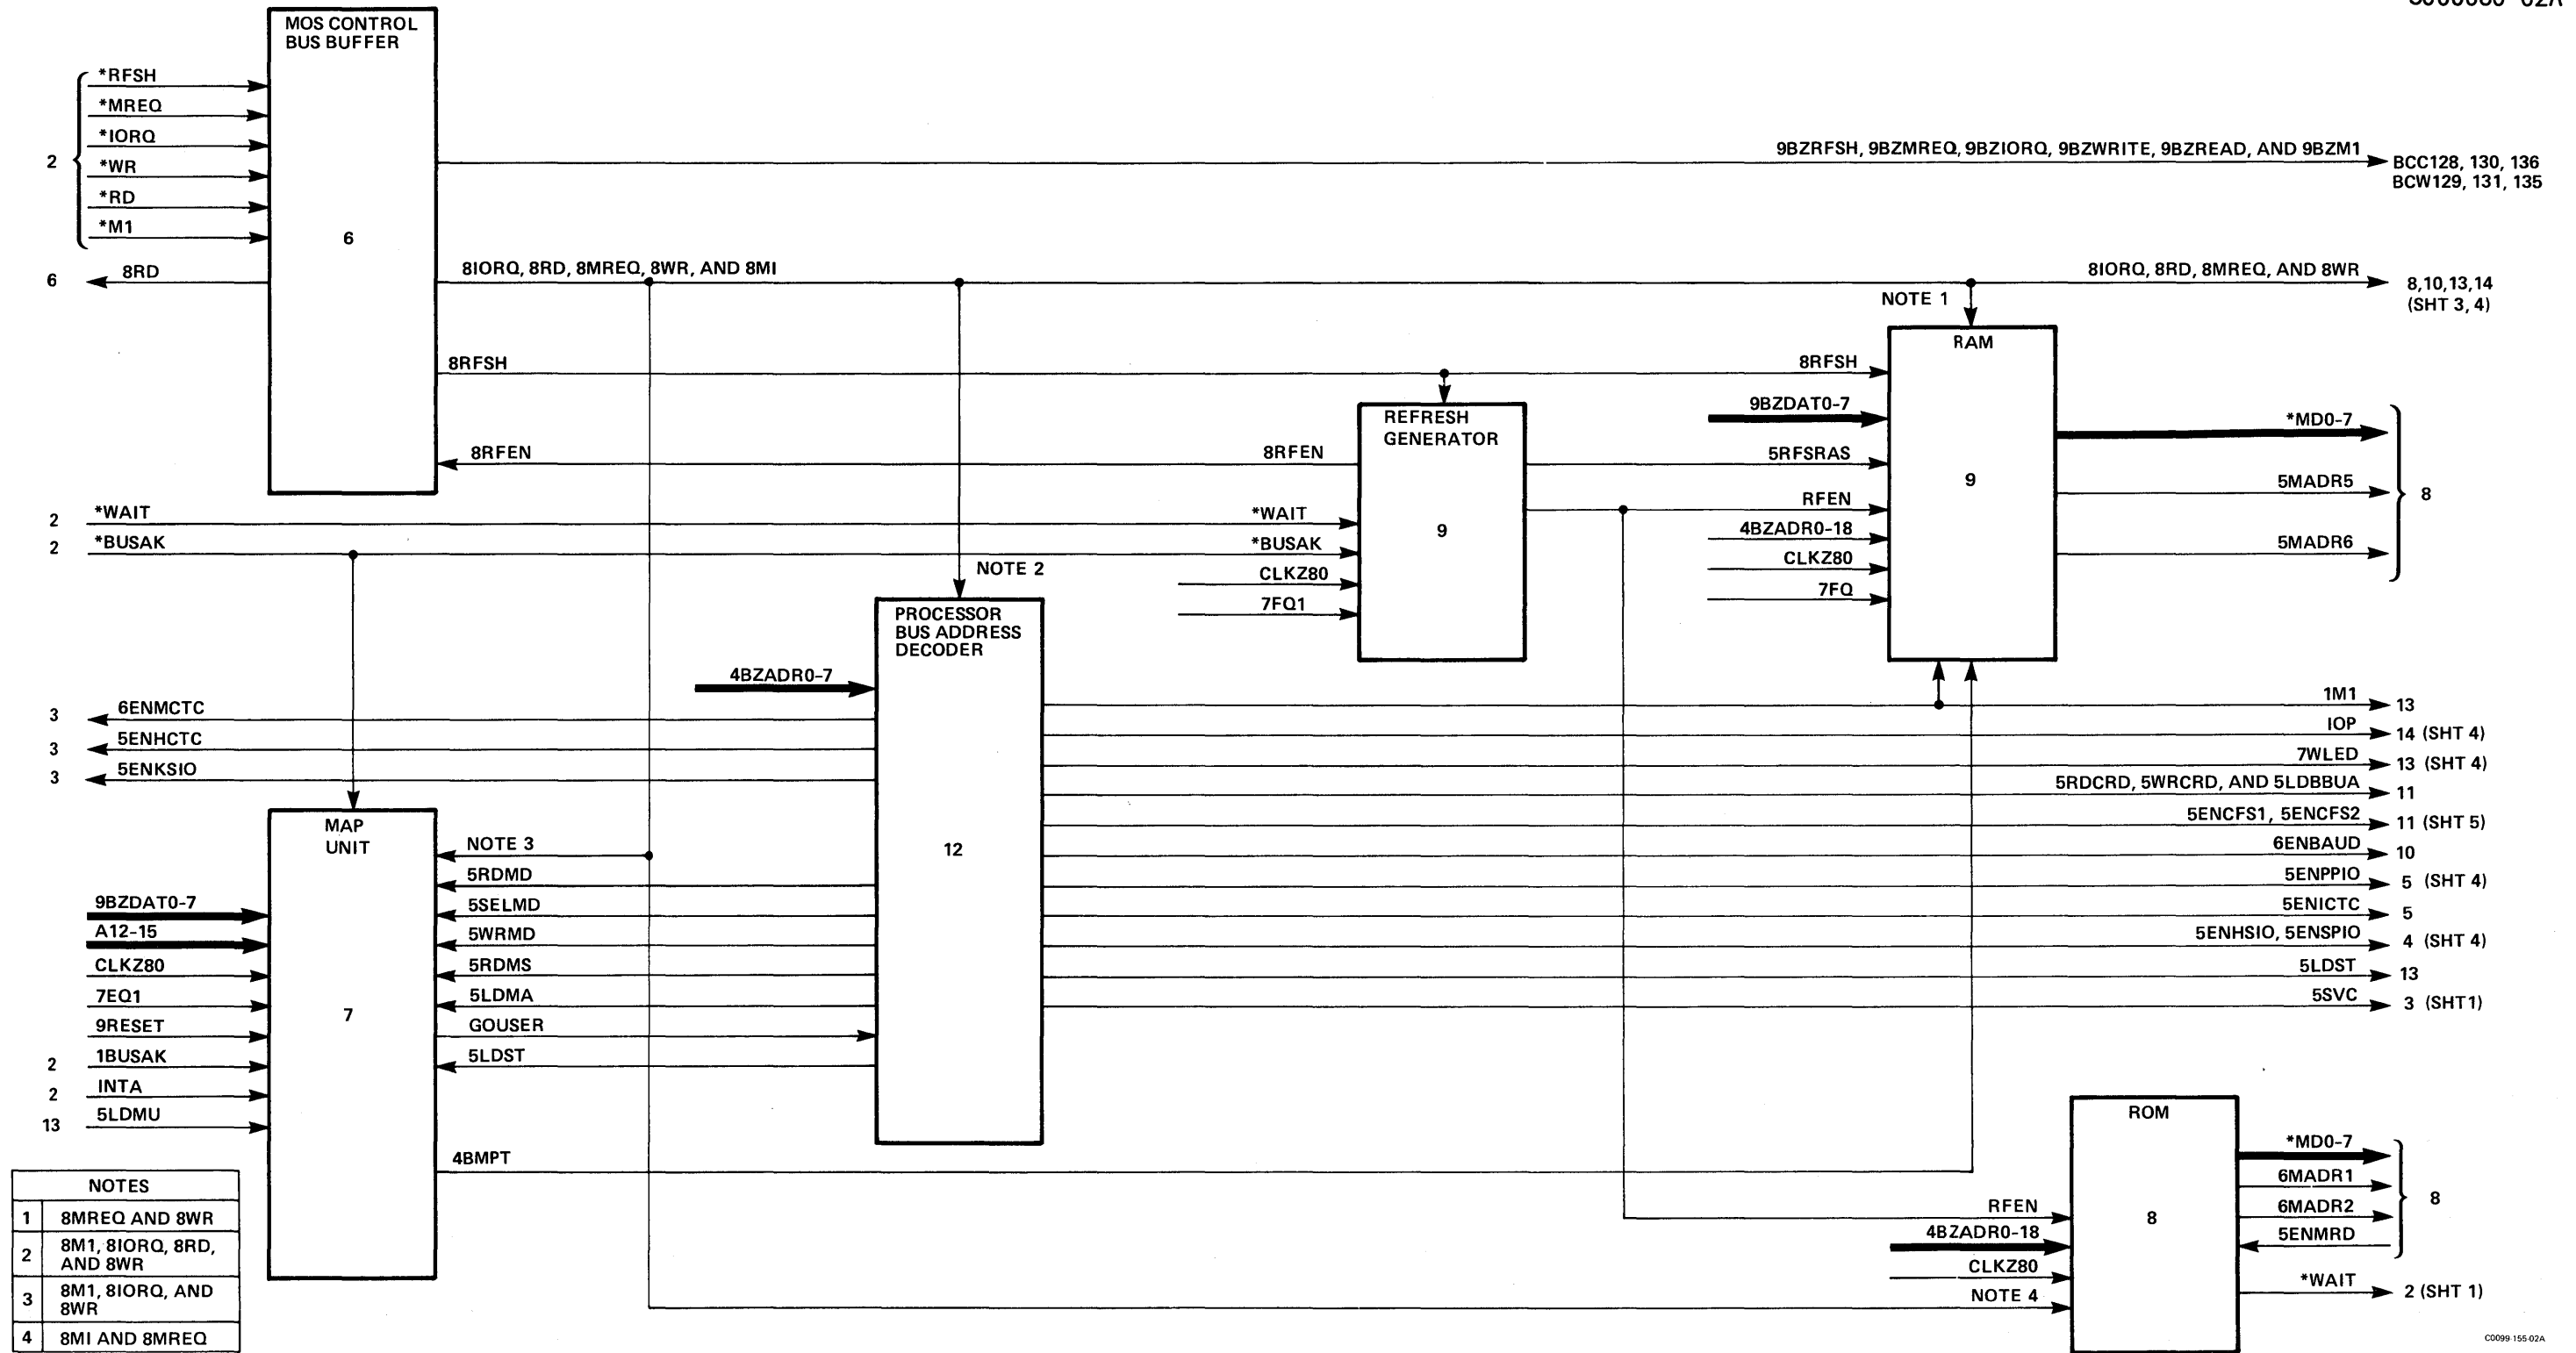 MOS CONTROL
BUS BUFFER
*RFSH
*MREQ
*IORQ
*WR
*RD
*M1
2
6
9BZRFSH, 9BZMREQ, 9BZIORQ, 9BZWRITE, 9BZREAD, AND 9BZM1
BCC128, 130, 136
BCW129, 131, 135
6
8RD
8IORQ, 8RD, 8MREQ, 8WR, AND 8MI
8IORQ, 8RD, 8MREQ, AND 8WR
8,10,13,14
(SHT 3, 4)
NOTE 1
RAM
8RFSH
8RFSH
9BZDAT0-7
REFRESH
GENERATOR
*MD0-7
8RFEN
8RFEN
5RFSRAS
9
5MADR5
8
RFEN
2
*WAIT
*WAIT
9
4BZADR0-18
2
*BUSAK
*BUSAK
5MADR6
CLKZ80
NOTE 2
CLKZ80
7FQ
7FQ1
PROCESSOR
BUS ADDRESS
DECODER
4BZADR0-7
3
6ENMCTC
1M1
13
3
5ENHCTC
IOP
14 (SHT 4)
3
5ENKSIO
7WLED
13 (SHT 4)
5RDCRD, 5WRCRD, AND 5LDBBUA
11
MAP
UNIT
5ENCFS1, 5ENCFS2
11 (SHT 5)
NOTE 3
12
6ENBAUD
10
5RDMD
5ENPPIO
5 (SHT 4)
9BZDAT0-7
5SELMD
5ENICTC
5
A12-15
5WRMD
5ENHSIO, 5ENSPIO
4 (SHT 4)
CLKZ80
5RDMS
5LDST
13
7EQ1
7
5LDMA
5SVC
3 (SHT1)
9RESET
GOUSER
2
1BUSAK
5LDST
2
INTA
13
5LDMU
4BMPT
ROM
*MD0-7
6MADR1
8
RFEN
8
6MADR2
4BZADR0-18
5ENMRD
CLKZ80
*WAIT
2 (SHT 1)
NOTE 4
NOTES
1 8MREQ AND 8WR
2 8M1, 8IORQ, 8RD,
AND 8WR
3 8M1, 8IORQ, AND
8WR
4 8MI AND 8MREQ
C0099-155-02A